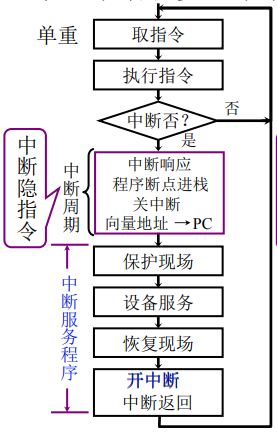 单重
取指令
执行指令
中断否？
否
是
中断隐指令
中断周期
中断响应
程序断点进栈
关中断
向量地址 →PC
中断服务程序
保护现场
设备服务
恢复现场
开中断
中断返回